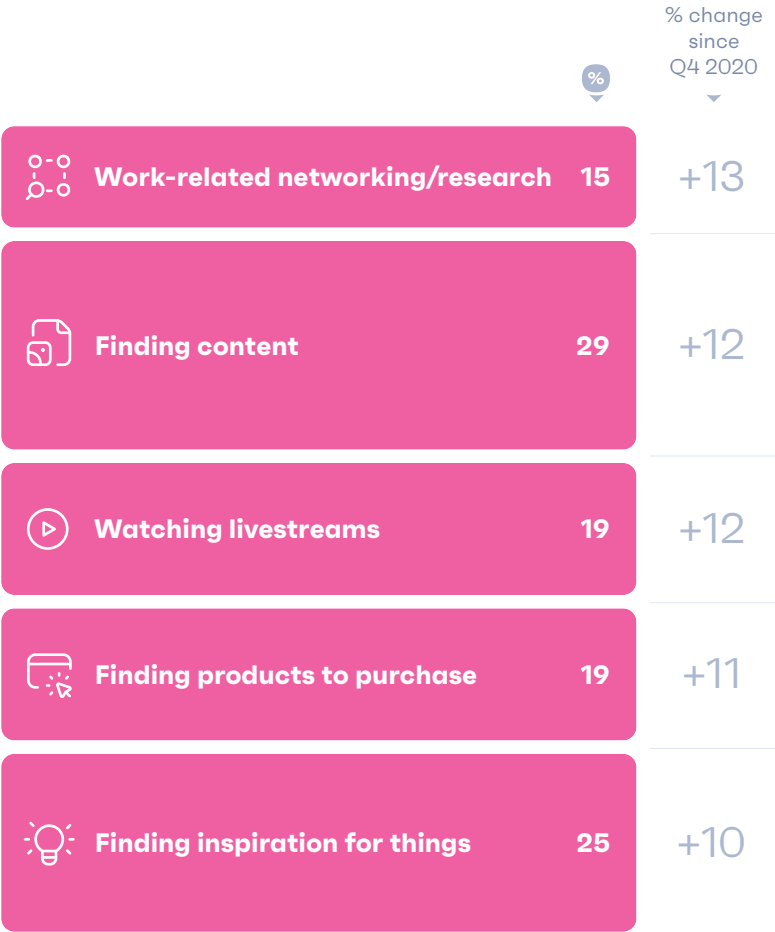 % change
since
Q4 2020
%
Work-related networking/research 15 +13
Finding content 29 +12
Watching livestreams 19 +12
Finding products to purchase 19 +11
Finding inspiration for things 25 +10